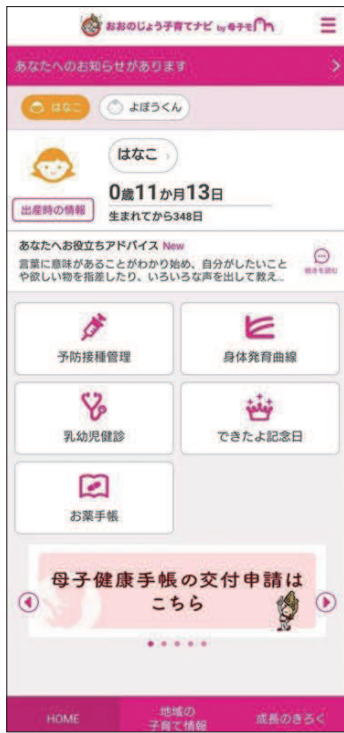 おおのじょう子育てナビ by 母子モ
あなたへのお知らせがあります
はなこ
よぼうくん
はなこ
0歳11か月13日
出産時の情報
生まれてから348日
あなたへお役立ちアドバイス New
言葉に意味があることがわかり始め、自分がしたいこと
や欲しい物を指差したり、いろいろな声を出して教え...
続きを読む
予防接種管理
身体発育曲線
乳幼児健診
できたよ記念日
お薬手帳
母子健康手帳の交付申請は
こちら
HOME
地域の
子育て情報
成長のきろく